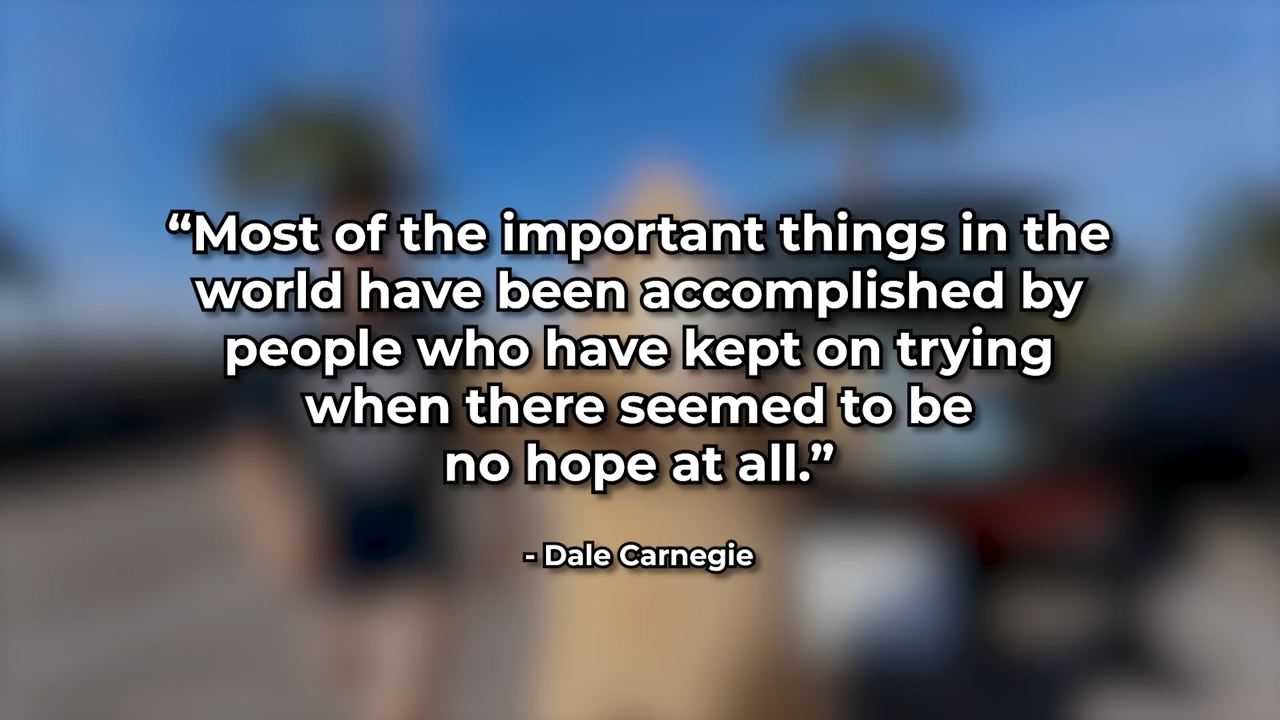 “Most of the important things in the
world have been accomplished by
people who have kept on trying
when there seemed to be
no hope at all.”
- Dale Carnegie